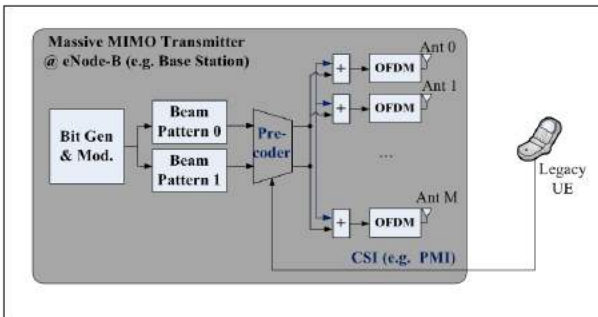 Massive MIMO Transmitter
@ eNode-B (e.g. Base Station)
Bit Gen
& Mod.
Beam
Pattern 0
Beam
Pattern 1
Pre-
coder
+
OFDM
Ant 0
+
OFDM
Ant 1
...
+
OFDM
Ant M
Legacy
UE
CSI (e.g. PMI)